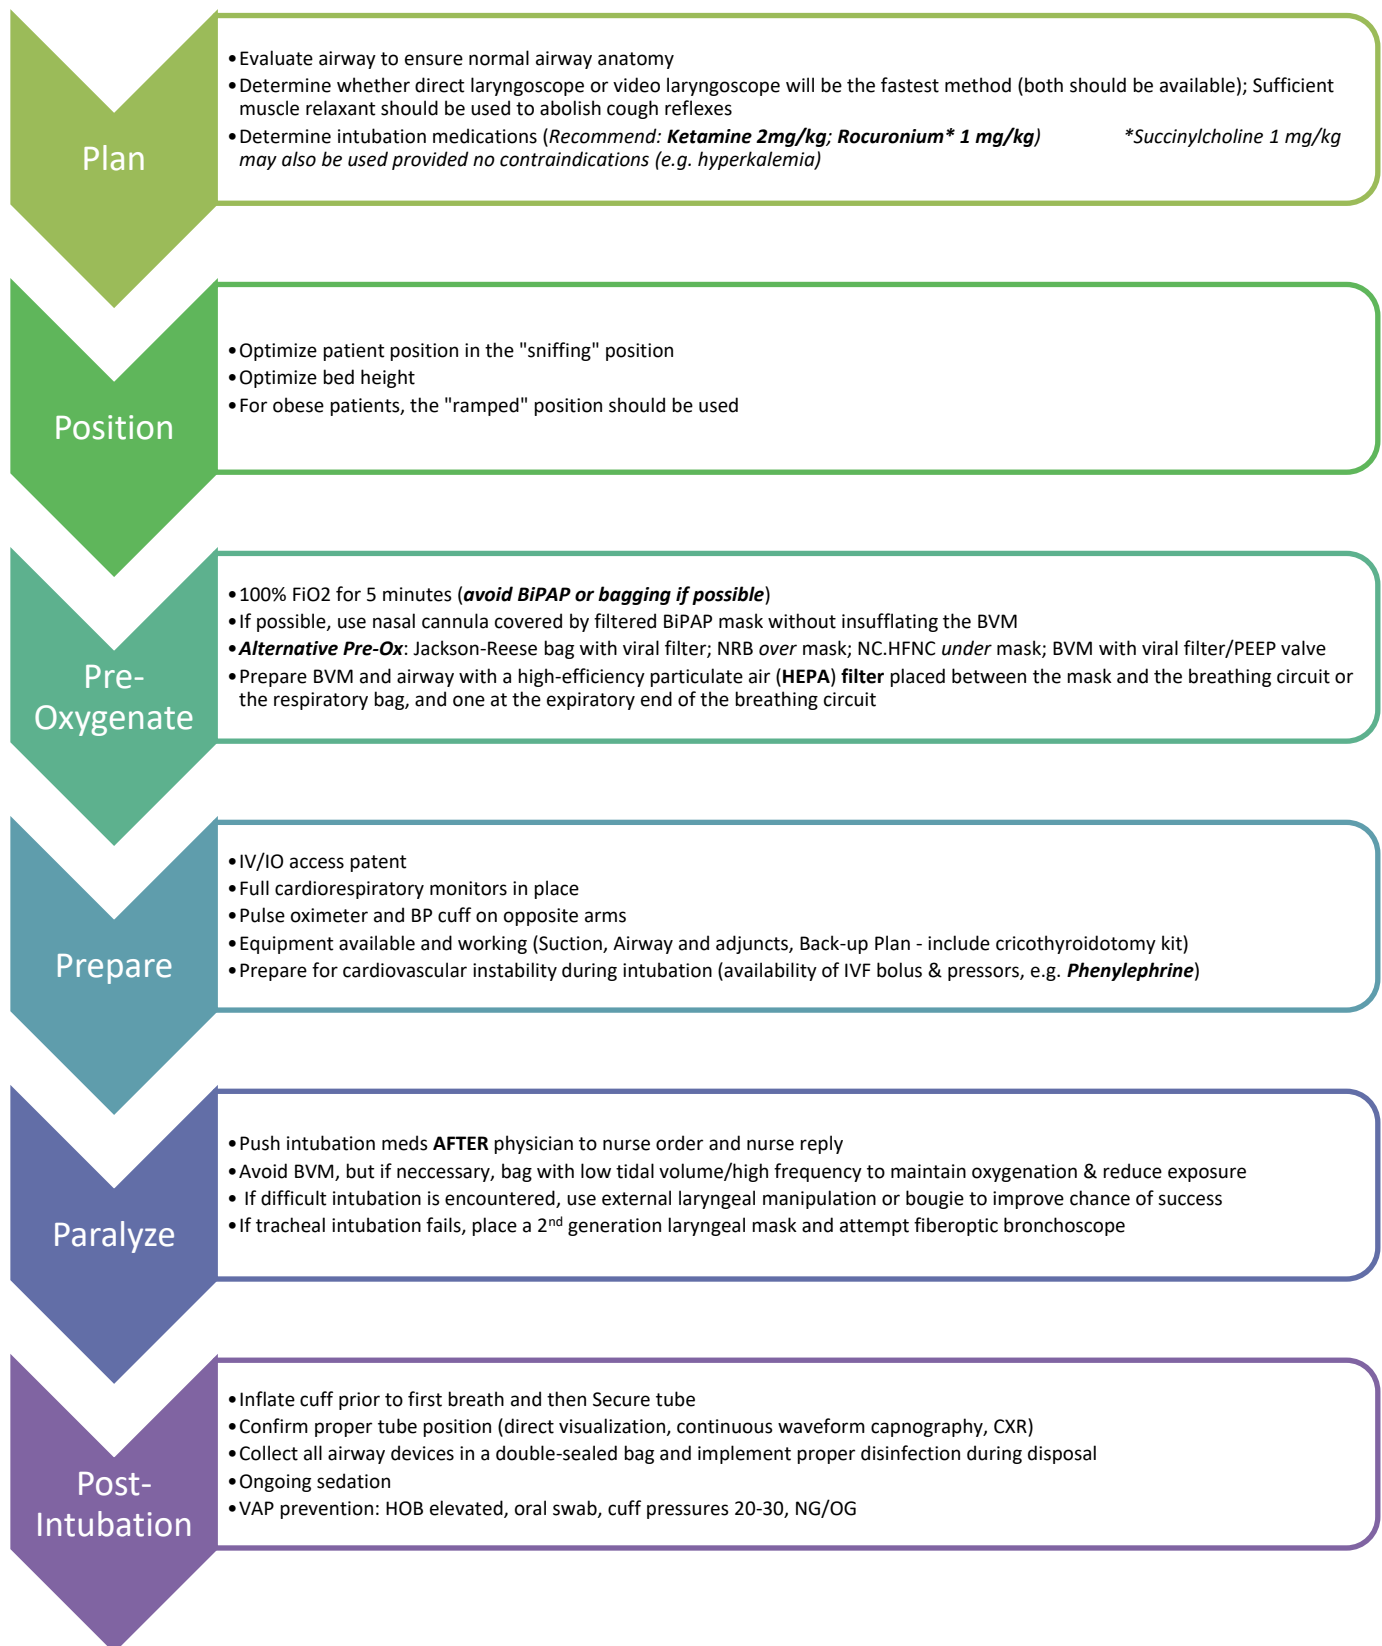 Plan
•Evaluate airway to ensure normal airway anatomy
•Determine whether direct laryngoscope or video laryngoscope will be the fastest method (both should be available); Sufficient
muscle relaxant should be used to abolish cough reflexes
•Determine intubation medications (Recommend: Ketamine 2mg/kg; Rocuronium* 1 mg/kg) *Succinylcholine 1 mg/kg
may also be used provided no contraindications (e.g. hyperkalemia)
Position
•Optimize patient position in the "sniffing" position
•Optimize bed height
•For obese patients, the "ramped" position should be used
Pre-
Oxygenate
•100% FiO2 for 5 minutes (avoid BiPAP or bagging if possible)
•If possible, use nasal cannula covered by filtered BiPAP mask without insufflating the BVM
•Alternative Pre-Ox: Jackson-Reese bag with viral filter; NRB over mask; NC.HFNC under mask; BVM with viral filter/PEEP valve
•Prepare BVM and airway with a high-efficiency particulate air (HEPA) filter placed between the mask and the breathing circuit or
the respiratory bag, and one at the expiratory end of the breathing circuit
Prepare
•IV/IO access patent
•Full cardiorespiratory monitors in place
•Pulse oximeter and BP cuff on opposite arms
•Equipment available and working (Suction, Airway and adjuncts, Back-up Plan - include cricothyroidotomy kit)
•Prepare for cardiovascular instability during intubation (availability of IVF bolus & pressors, e.g. Phenylephrine)
Paralyze
•Push intubation meds AFTER physician to nurse order and nurse reply
•Avoid BVM, but if neccessary, bag with low tidal volume/high frequency to maintain oxygenation & reduce exposure
• If difficult intubation is encountered, use external laryngeal manipulation or bougie to improve chance of success
•If tracheal intubation fails, place a 2nd generation laryngeal mask and attempt fiberoptic bronchoscope
Post-
Intubation
•Inflate cuff prior to first breath and then Secure tube
•Confirm proper tube position (direct visualization, continuous waveform capnography, CXR)
•Collect all airway devices in a double-sealed bag and implement proper disinfection during disposal
•Ongoing sedation
•VAP prevention: HOB elevated, oral swab, cuff pressures 20-30, NG/OG